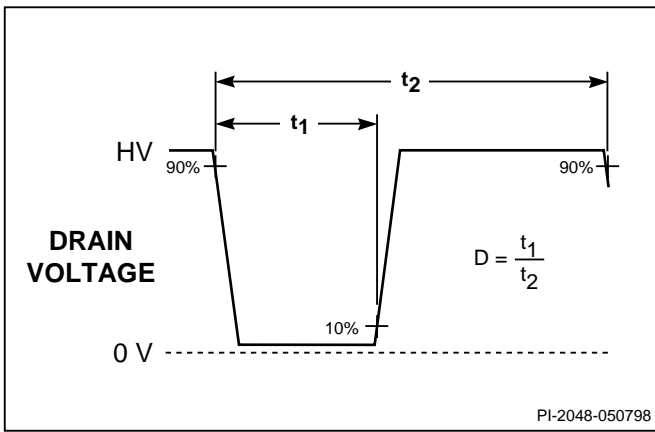 t2
t1
HV
90%
90%
DRAIN
VOLTAGE
D = t1/t2
10%
0 V
PI-2048-050798